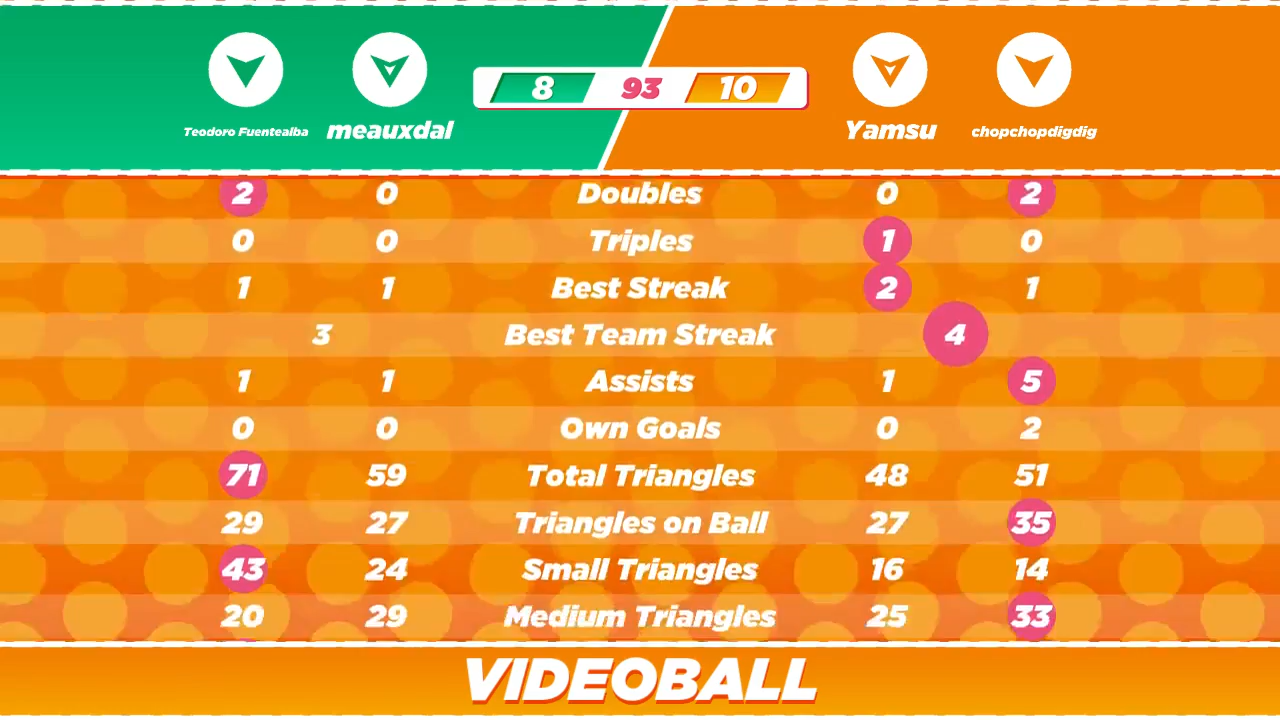 8 93 10
Teodoro Fuentealba meauxdal Yamsu chopchopdigdig
2 0 Doubles 0 2
0 0 Triples 1 0
1 1 Best Streak 2 1
3 Best Team Streak 4
1 1 Assists 1 5
0 0 Own Goals 0 2
71 59 Total Triangles 48 51
29 27 Triangles on Ball 27 35
43 24 Small Triangles 16 14
20 29 Medium Triangles 25 33
VIDEOBALL